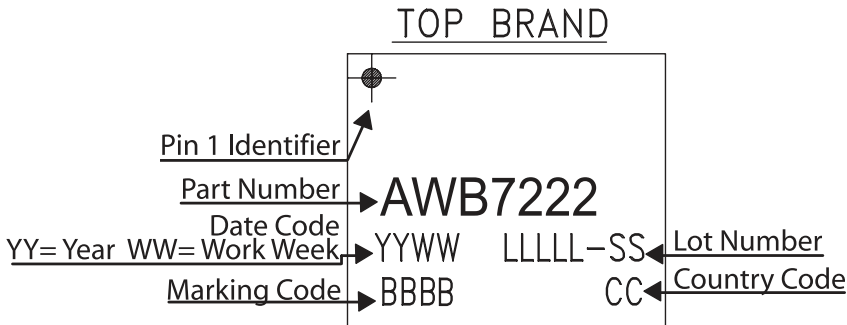 TOP BRAND
Pin 1 Identifier
Part Number AWB7222
Date Code
YY= Year WW= Work Week YYWW LLLLL-SS Lot Number
Marking Code BBBB CC Country Code